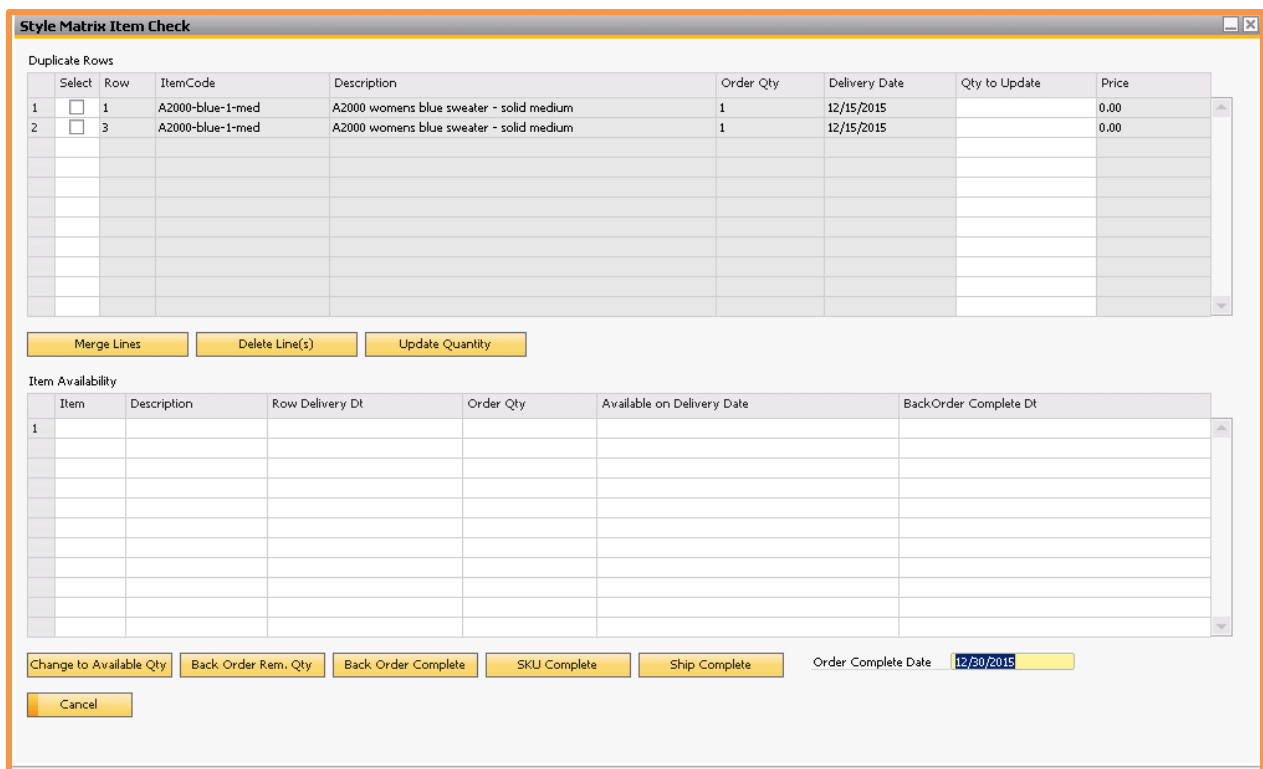 Style Matrix Item Check
Duplicate Rows
Select Row ItemCode Description Order Qty Delivery Date Qty to Update Price
1 1 A2000-blue-1-med A2000 womens blue sweater - solid medium 1 12/15/2015 0.00
2 3 A2000-blue-1-med A2000 womens blue sweater - solid medium 1 12/15/2015 0.00
Merge Lines Delete Line(s) Update Quantity
Item Availability
Item Description Row Delivery Dt Order Qty Available on Delivery Date BackOrder Complete Dt
1
Change to Available Qty Back Order Rem. Qty Back Order Complete SKU Complete Ship Complete Order Complete Date 12/30/2015
Cancel